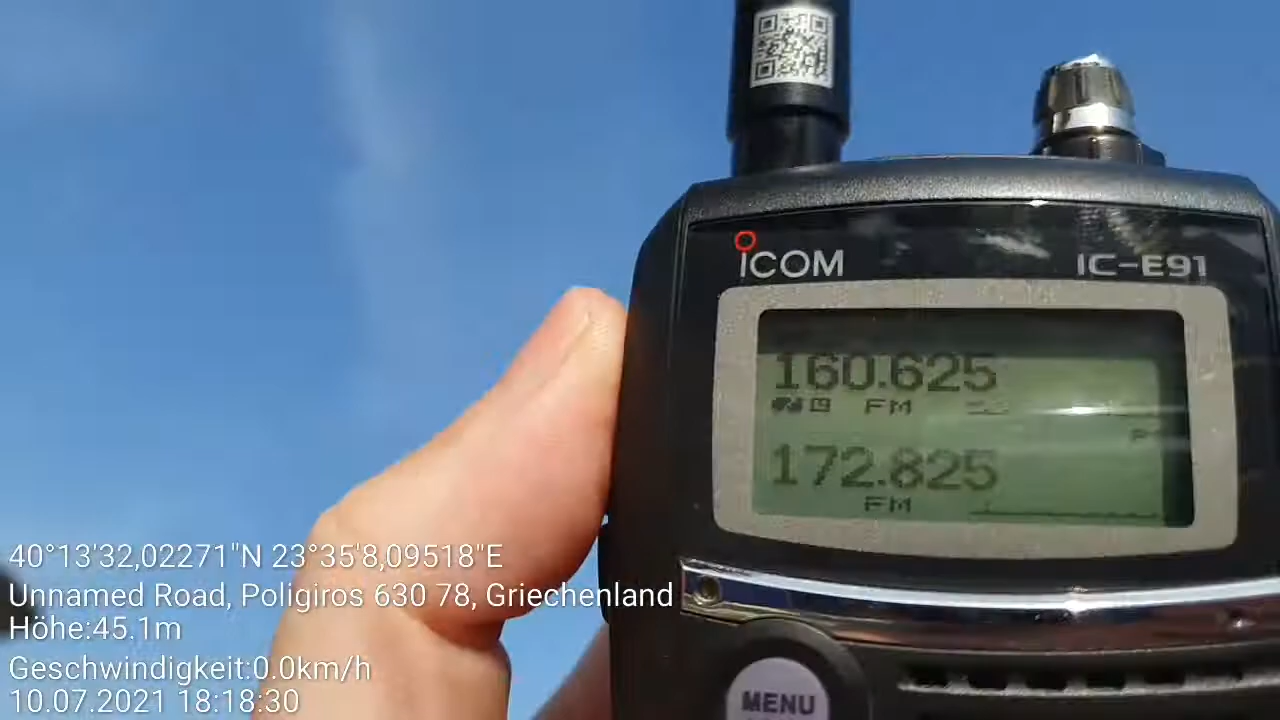 ICOM
IC-E91
160.625
FM
172.825
FM
MENU
40°13'32,02271"N 23°35'8,09518"E
Unnamed Road, Poligiros 630 78, Griechenland
Höhe:45.1m
Geschwindigkeit:0.0km/h
10.07.2021 18:18:30